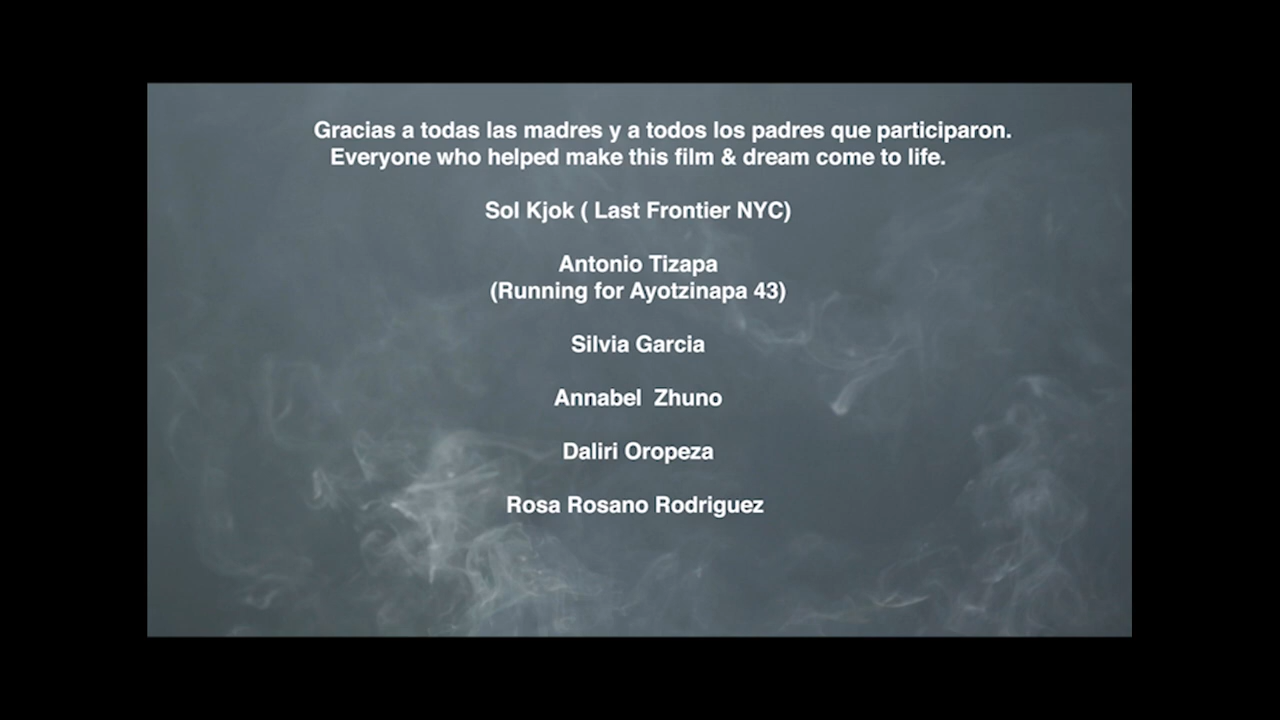 Gracias a todas las madres y a todos los padres que participaron.
Everyone who helped make this film & dream come to life.
Sol Kjok ( Last Frontier NYC)
Antonio Tizapa
(Running for Ayotzinapa 43)
Silvia Garcia
Annabel  Zhuno
Daliri Oropeza
Rosa Rosano Rodriguez